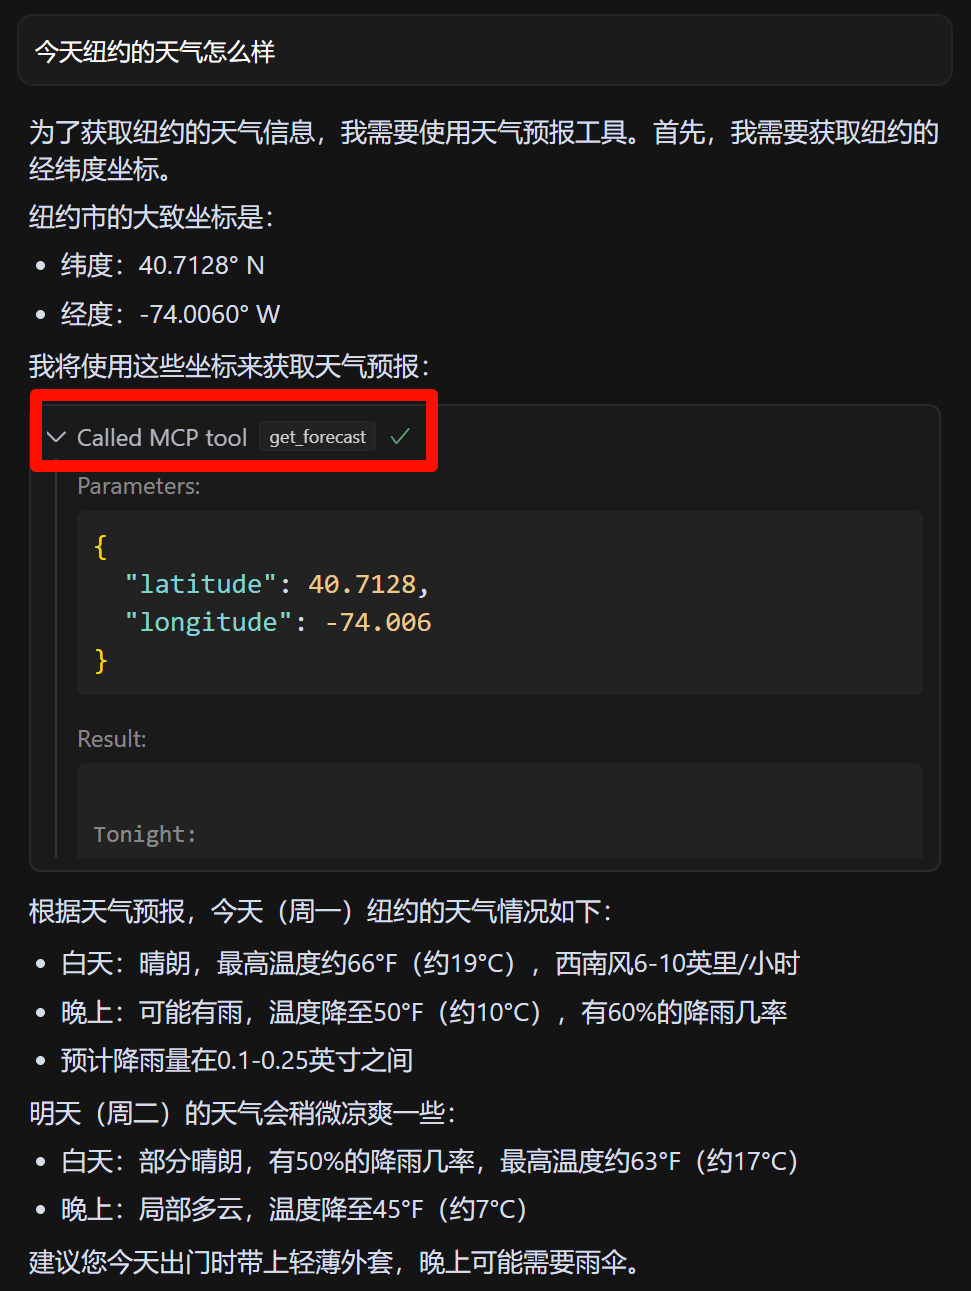 今天纽约的天气怎么样
为了获取纽约的天气信息，我需要使用天气预报工具。首先，我需要获取纽约的
经纬度坐标。
纽约市的大致坐标是：
• 纬度：40.7128° N
• 经度：-74.0060° W
我将使用这些坐标来获取天气预报：
Called MCP tool get_forecast ✓
Parameters:
{
"latitude": 40.7128,
"longitude": -74.006
}
Result:
Tonight:
根据天气预报，今天（周一）纽约的天气情况如下：
• 白天：晴朗，最高温度约66°F（约19°C），西南风6-10英里/小时
• 晚上：可能有雨，温度降至50°F（约10°C），有60%的降雨几率
• 预计降雨量在0.1-0.25英寸之间
明天（周二）的天气会稍微凉爽一些：
• 白天：部分晴朗，有50%的降雨几率，最高温度约63°F（约17°C）
• 晚上：局部多云，温度降至45°F（约7°C）
建议您今天出门时带上轻薄外套，晚上可能需要雨伞。